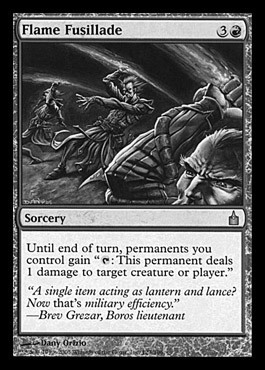 Flame Fusillade 3
Sorcery
Until end of turn, permanents you
control gain “ : This permanent deals
1 damage to target creature or player.”
“A single item acting as lantern and lance?
Now that’s military efficiency.”
—Brev Grezar, Boros lieutenant
Dany Orizio